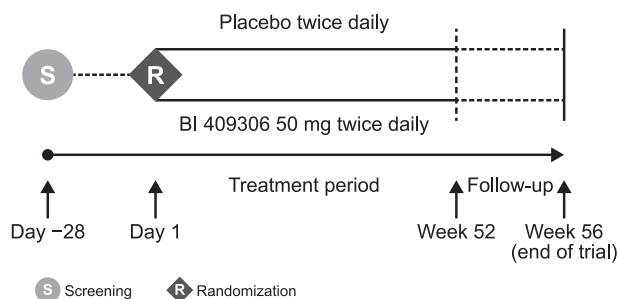 Placebo twice daily
S
R
BI 409306 50 mg twice daily
Treatment period
Follow-up
Day −28
Day 1
Week 52
Week 56
(end of trial)
S Screening
R Randomization